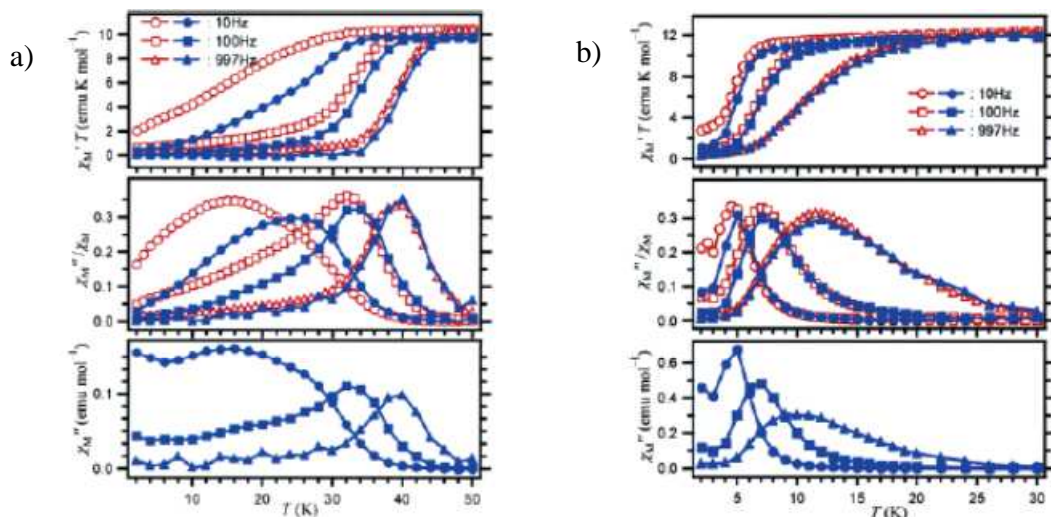 a)
: 10Hz
: 100Hz
: 997Hz
10
8
6
4
2
0
χM' T (emu K mol⁻¹)
0.3
0.2
0.1
0.0
χM''/χM
0.1
0.0
χM'' (emu mol⁻¹)
10
20
30
40
50
T (K)
b)
12
8
4
0
χM' T (emu K mol⁻¹)
: 10Hz
: 100Hz
: 997Hz
0.3
0.2
0.1
0.0
χM''/χM
0.6
0.4
0.2
0.0
χM'' (emu mol⁻¹)
5
10
15
20
25
30
T (K)